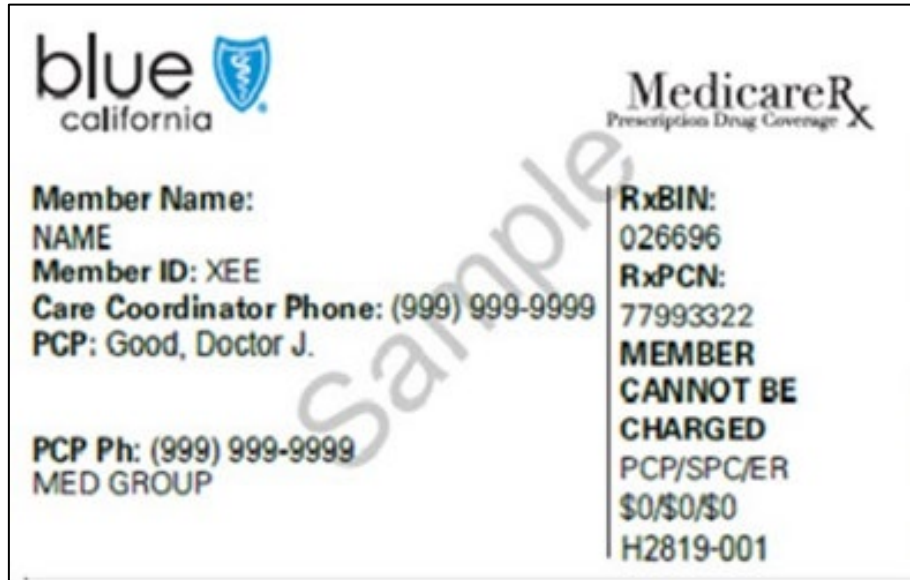 blue
california
MedicareRx
Prescription Drug Coverage
Member Name:
NAME
Member ID: XEE
Care Coordinator Phone: (999) 999-9999
PCP: Good, Doctor J.
PCP Ph: (999) 999-9999
MED GROUP
RxBIN:
026696
RxPCN:
77993322
MEMBER
CANNOT BE
CHARGED
PCP/SPC/ER
$0/$0/$0
H2819-001
Sample